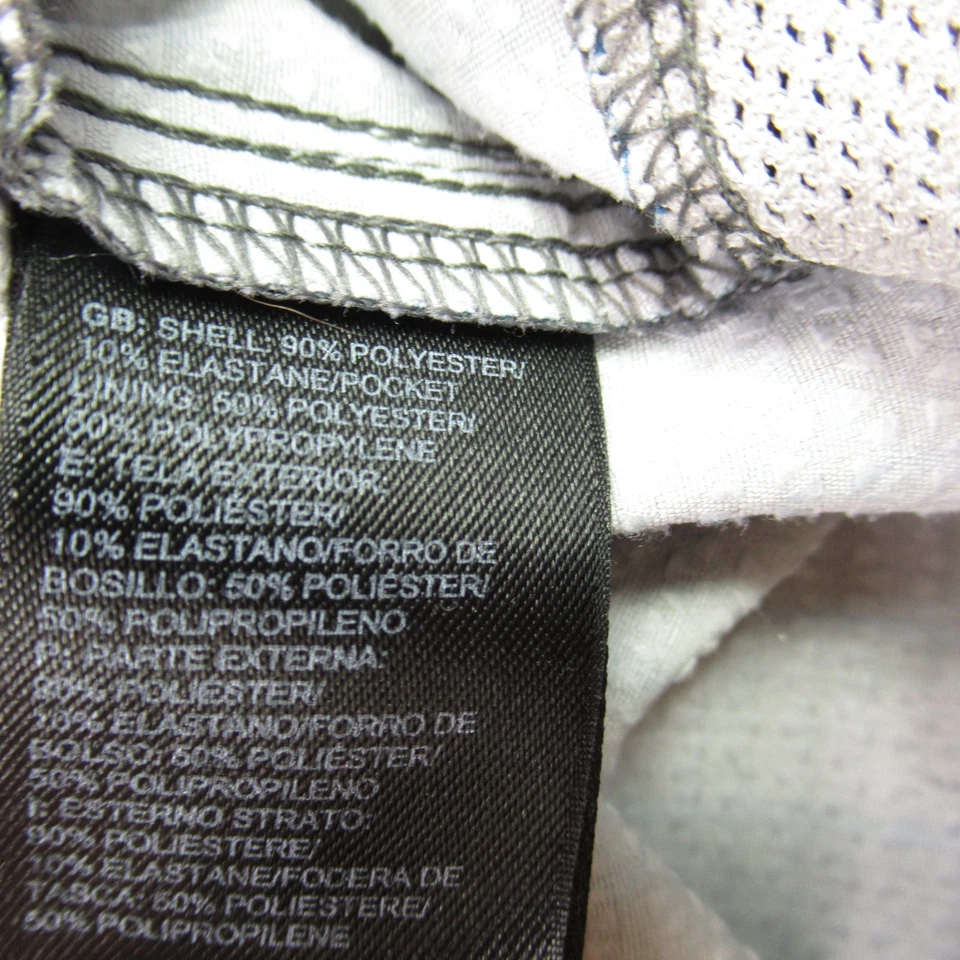 GB: SHELL: 90% POLYESTER/
10% ELASTANE/POCKET
LINING: 50% POLYESTER/
50% POLYPROPYLENE
E: TELA EXTERIOR:
90% POLIÉSTER/
10% ELASTANO/FORRO DE
BOSILLO: 50% POLIÉSTER/
50% POLIPROPILENO
P: PARTE EXTERNA:
90% POLIÉSTER/
10% ELASTANO/FORRO DE
BOLSO: 50% POLIÉSTER/
50% POLIPROPILENO
I: ESTERNO STRATO:
90% POLIESTERE/
10% ELASTANE/FODERA DE
TASCA: 50% POLIESTERE/
50% POLIPROPILENE